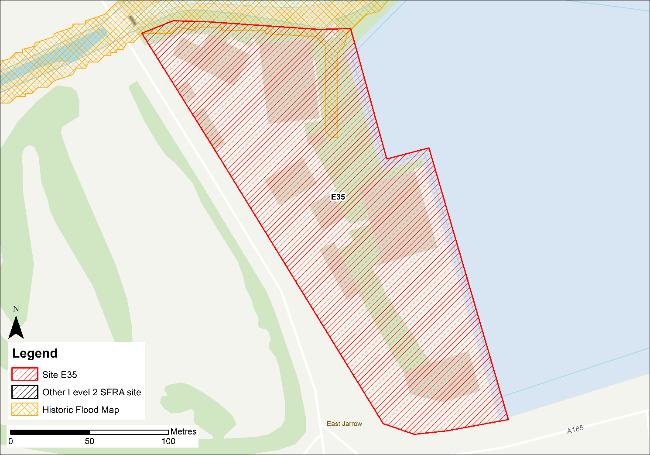 E35
N
Legend
Site E35
Other Level 2 SFRA site
Historic Flood Map
Metres
0 50 100
East Jarrow
A185